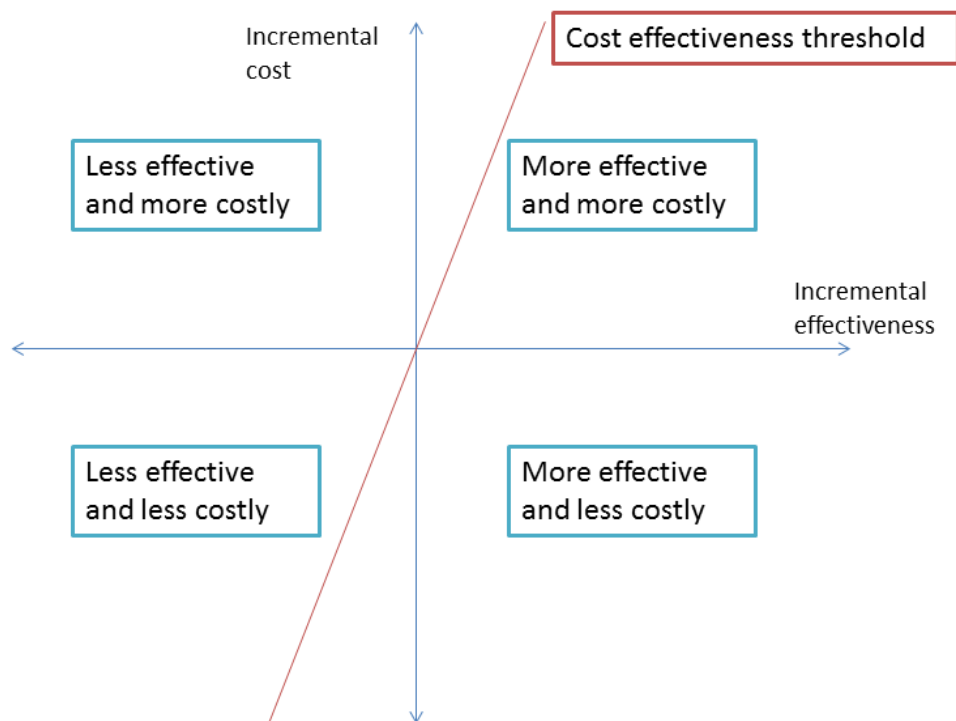 Incremental
cost
Cost effectiveness threshold
Less effective
and more costly
More effective
and more costly
Incremental
effectiveness
Less effective
and less costly
More effective
and less costly